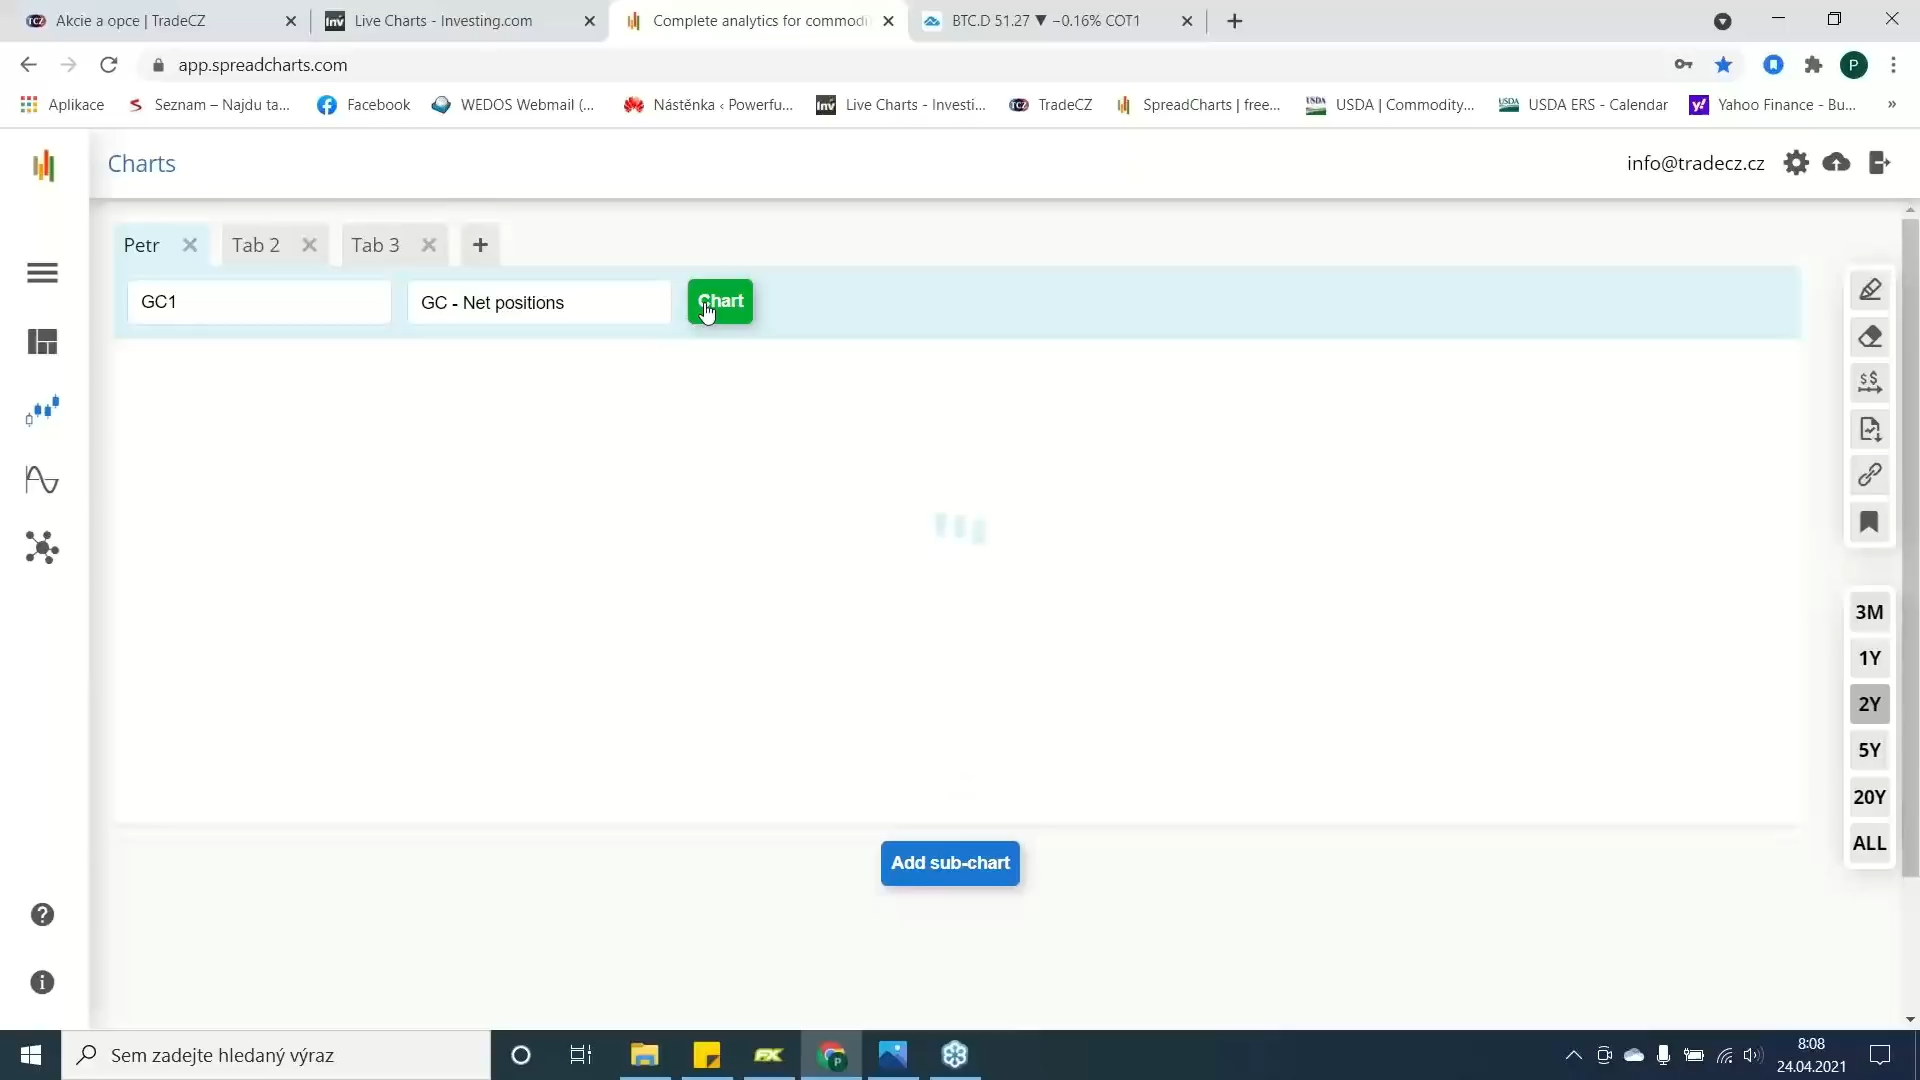 Akcie a opce | TradeCZ
Live Charts - Investing.com
Complete analytics for commodi
BTC.D 51.27 ▼ −0.16% COT1
app.spreadcharts.com
P
Aplikace
Seznam – Najdu ta...
Facebook
WEDOS Webmail (...
Nástěnka ‹ Powerfu...
Live Charts - Investi...
TradeCZ
SpreadCharts | free...
USDA | Commodity...
USDA ERS - Calendar
Yahoo Finance - Bu...
»
Charts
info@tradecz.cz
Petr
Tab 2
Tab 3
+
GC1
GC - Net positions
Chart
$$
3M
1Y
2Y
5Y
20Y
ALL
Add sub-chart
Sem zadejte hledaný výraz
FX
8:08
24.04.2021